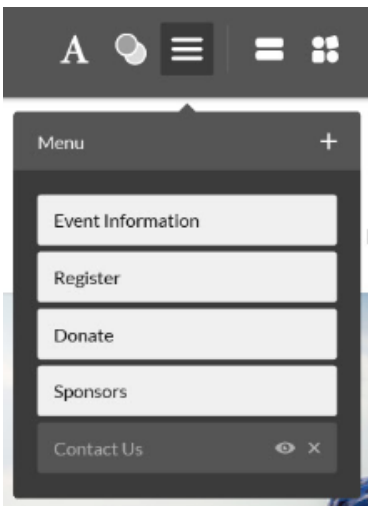 A
Menu
Event Information
Register
Donate
Sponsors
Contact Us